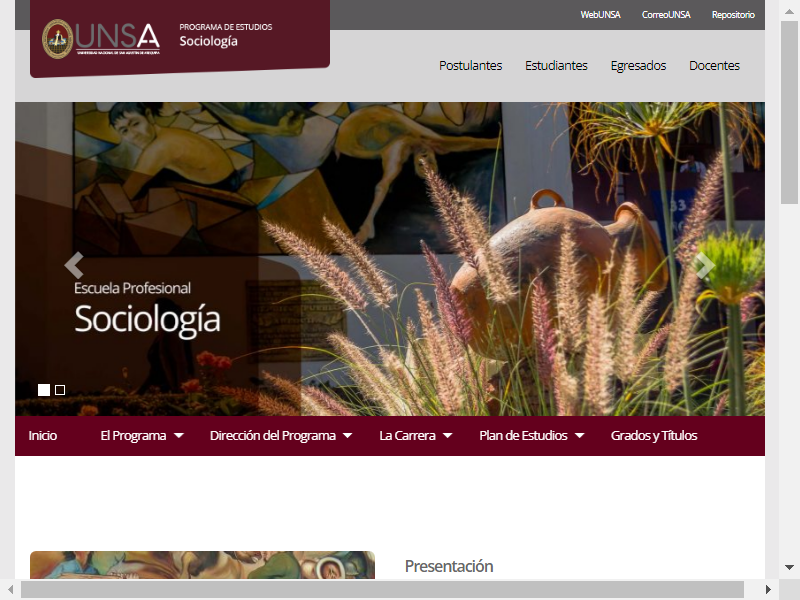 WebUNSA CorreoUNSA Repositorio
UNSA
UNIVERSIDAD NACIONAL DE SAN AGUSTÍN DE AREQUIPA
PROGRAMA DE ESTUDIOS
Sociología
Postulantes Estudiantes Egresados Docentes
33
Escuela Profesional
Sociología
Inicio El Programa Dirección del Programa La Carrera Plan de Estudios Grados y Títulos
Presentación